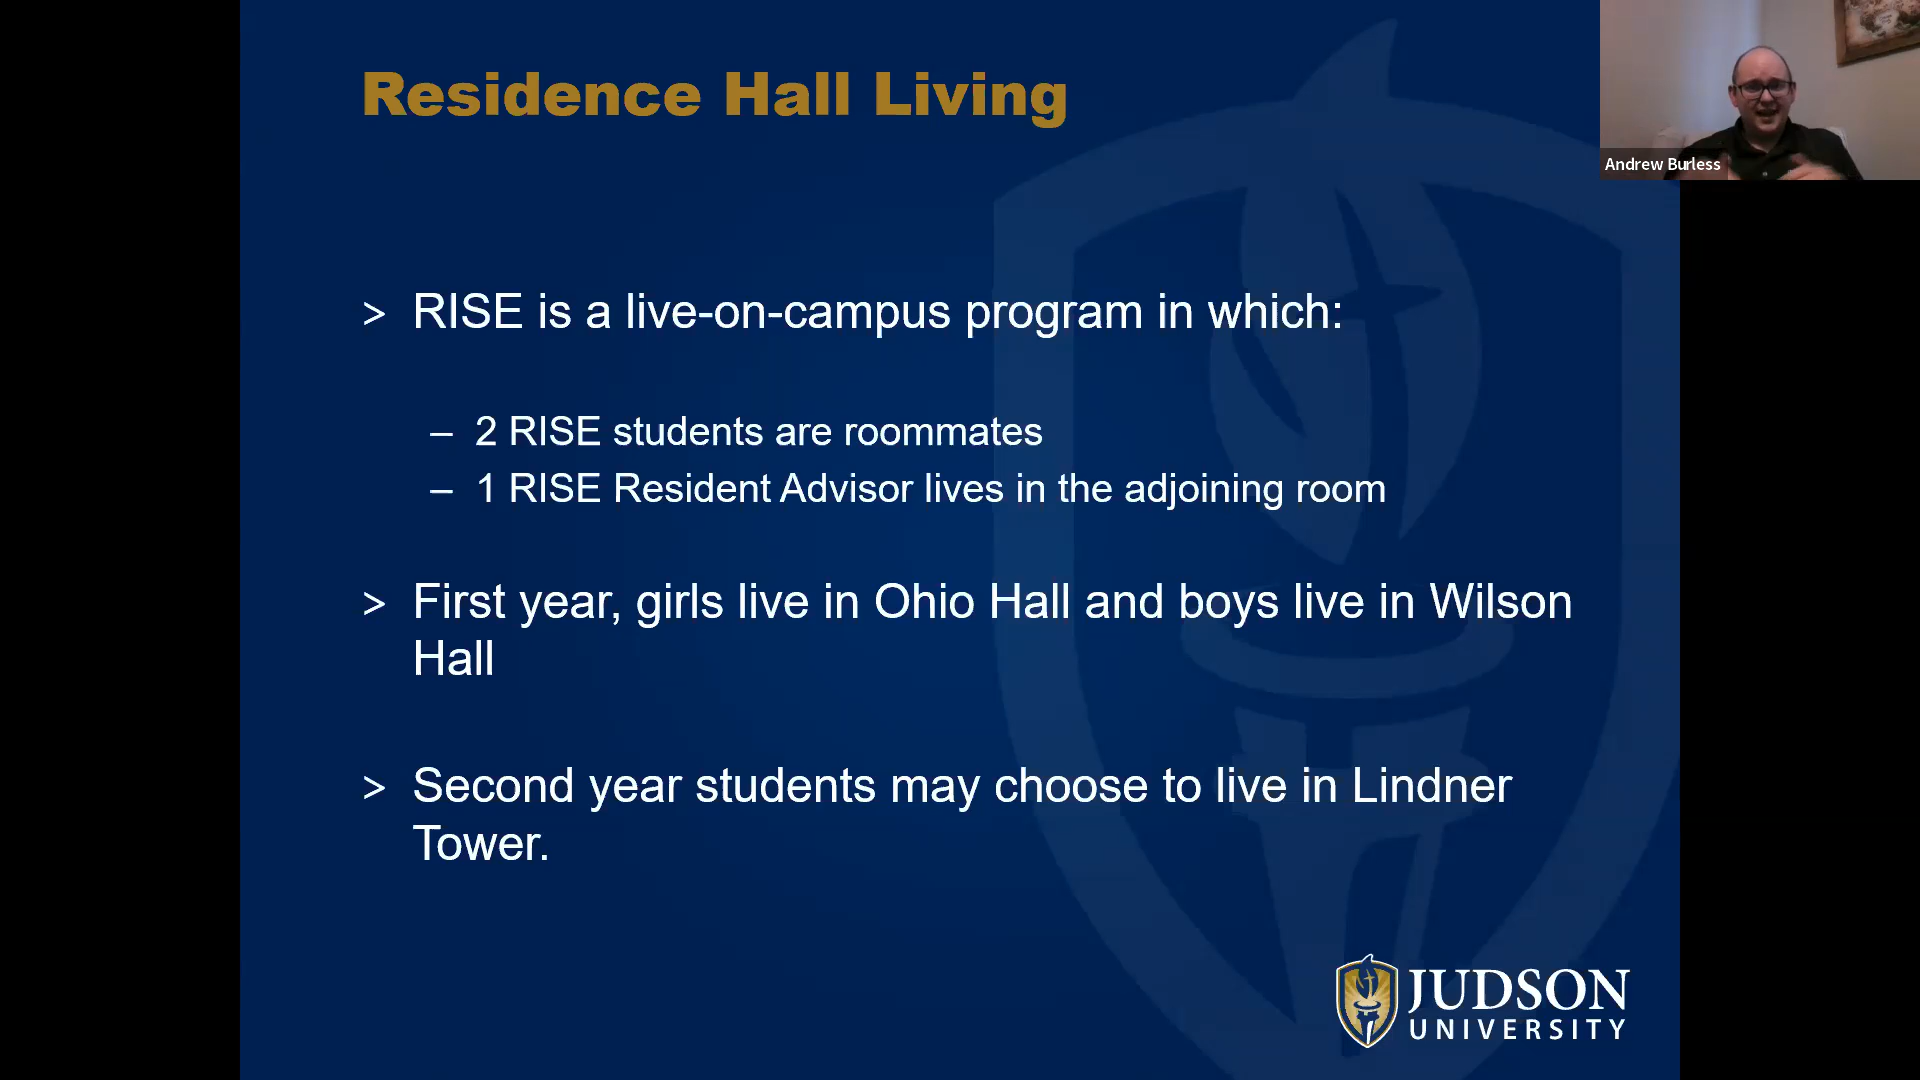 Residence Hall Living
Andrew Burless
> RISE is a live-on-campus program in which:
– 2 RISE students are roommates
– 1 RISE Resident Advisor lives in the adjoining room
> First year, girls live in Ohio Hall and boys live in Wilson
Hall
> Second year students may choose to live in Lindner
Tower.
JUDSON
UNIVERSITY